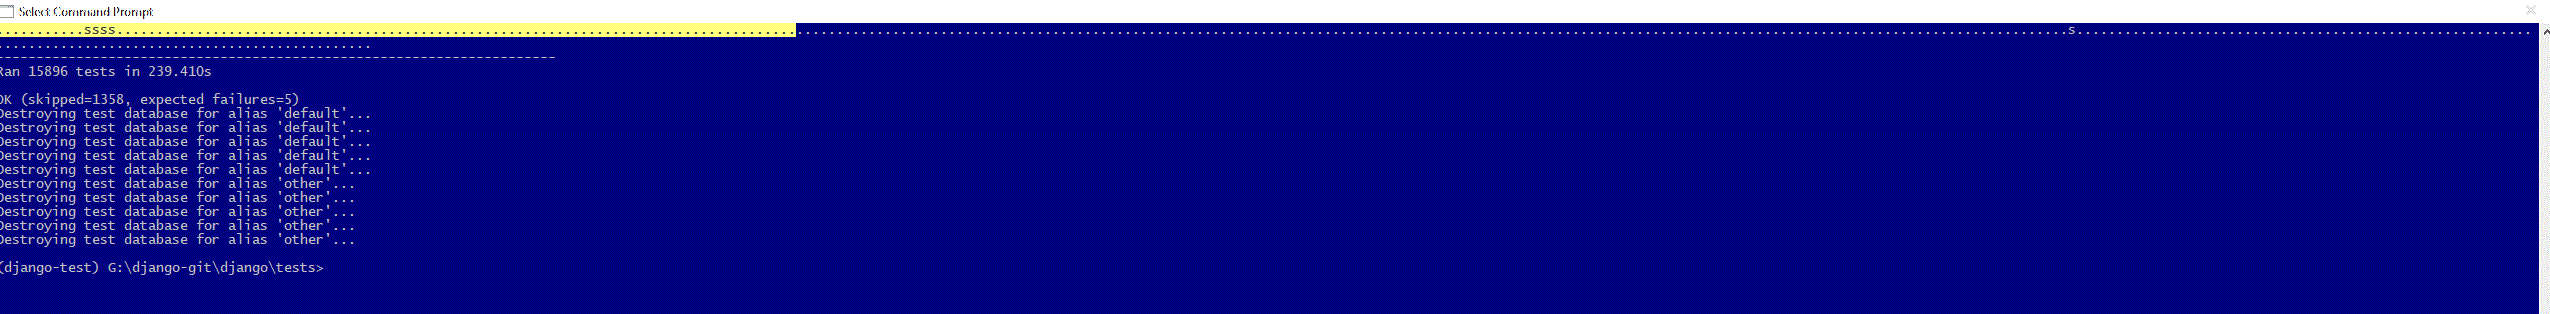 Select Command Prompt
...........ssss...............................................................................................................................................................................................................................................................s.........................................................
...............................................
----------------------------------------------------------------------
Ran 15896 tests in 239.410s
OK (skipped=1358, expected failures=5)
Destroying test database for alias 'default'...
Destroying test database for alias 'default'...
Destroying test database for alias 'default'...
Destroying test database for alias 'default'...
Destroying test database for alias 'default'...
Destroying test database for alias 'other'...
Destroying test database for alias 'other'...
Destroying test database for alias 'other'...
Destroying test database for alias 'other'...
Destroying test database for alias 'other'...
(django-test) G:\django-git\django\tests>